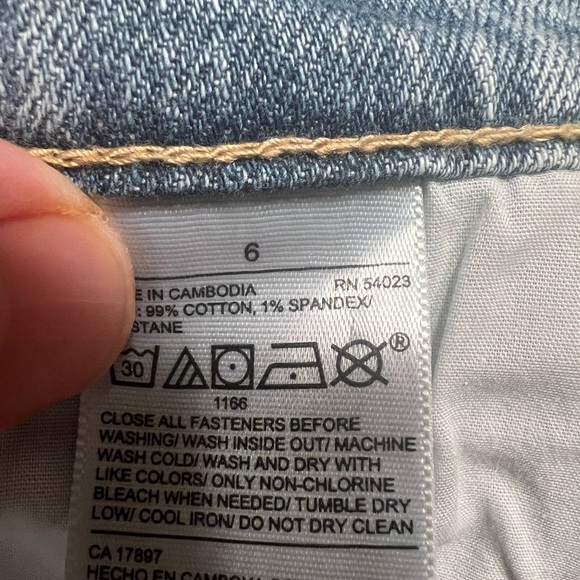 6
E IN CAMBODIA RN 54023
: 99% COTTON, 1% SPANDEX/
STANE
30
®
1166
CLOSE ALL FASTENERS BEFORE
WASHING/ WASH INSIDE OUT/ MACHINE
WASH COLD/ WASH AND DRY WITH
LIKE COLORS/ ONLY NON-CHLORINE
BLEACH WHEN NEEDED/ TUMBLE DRY
LOW/ COOL IRON/ DO NOT DRY CLEAN
CA 17897
HECHO EN